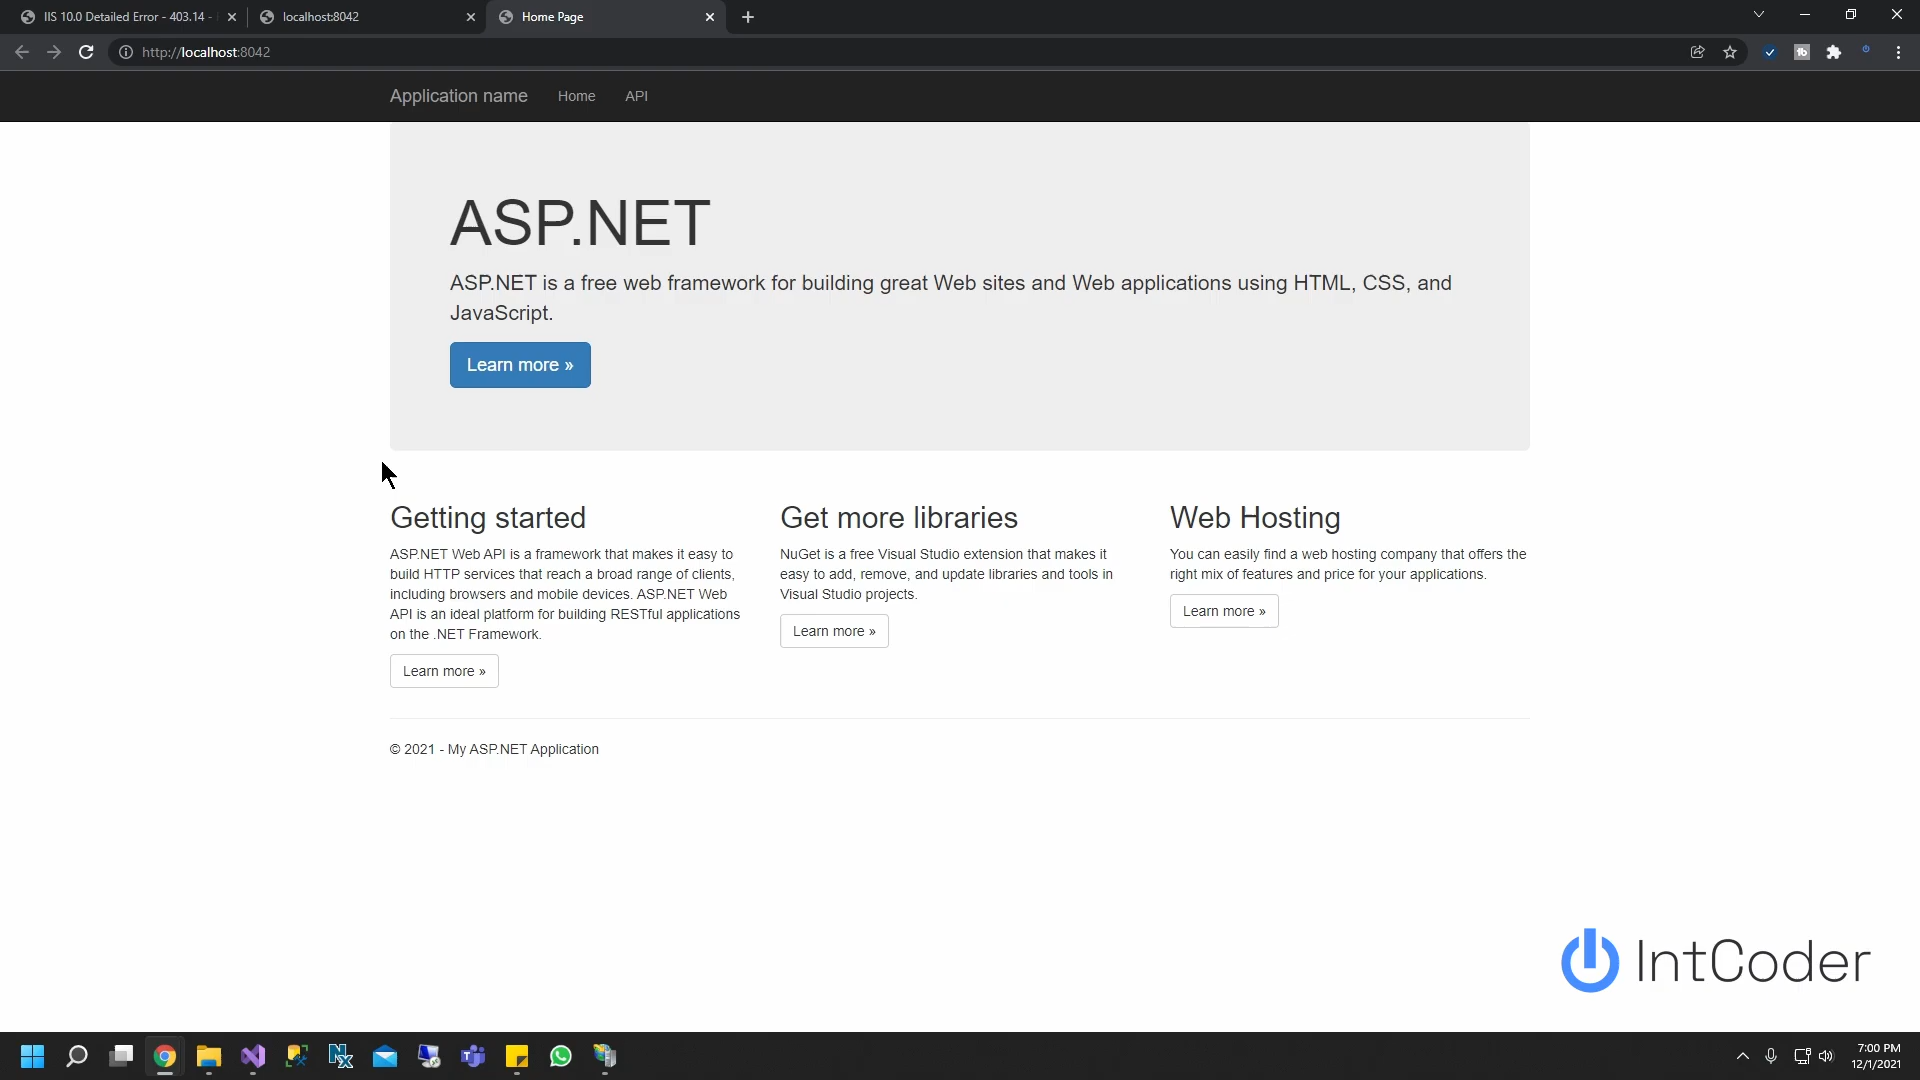 IIS 10.0 Detailed Error - 403.14 -
localhost:8042
Home Page
http://localhost:8042
Application name
Home
API
ASP.NET
ASP.NET is a free web framework for building great Web sites and Web applications using HTML, CSS, and
JavaScript.
Learn more »
Getting started
ASP.NET Web API is a framework that makes it easy to
build HTTP services that reach a broad range of clients,
including browsers and mobile devices. ASP.NET Web
API is an ideal platform for building RESTful applications
on the .NET Framework.
Learn more »
Get more libraries
NuGet is a free Visual Studio extension that makes it
easy to add, remove, and update libraries and tools in
Visual Studio projects.
Learn more »
Web Hosting
You can easily find a web hosting company that offers the
right mix of features and price for your applications.
Learn more »
© 2021 - My ASP.NET Application
IntCoder
7:00 PM
12/1/2021